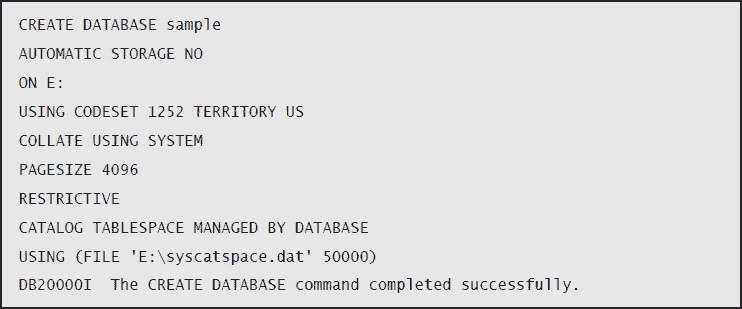 CREATE DATABASE sample
AUTOMATIC STORAGE NO
ON E:
USING CODESET 1252 TERRITORY US
COLLATE USING SYSTEM
PAGESIZE 4096
RESTRICTIVE
CATALOG TABLESPACE MANAGED BY DATABASE
USING (FILE 'E:\syscatspace.dat' 50000)
DB20000I  The CREATE DATABASE command completed successfully.